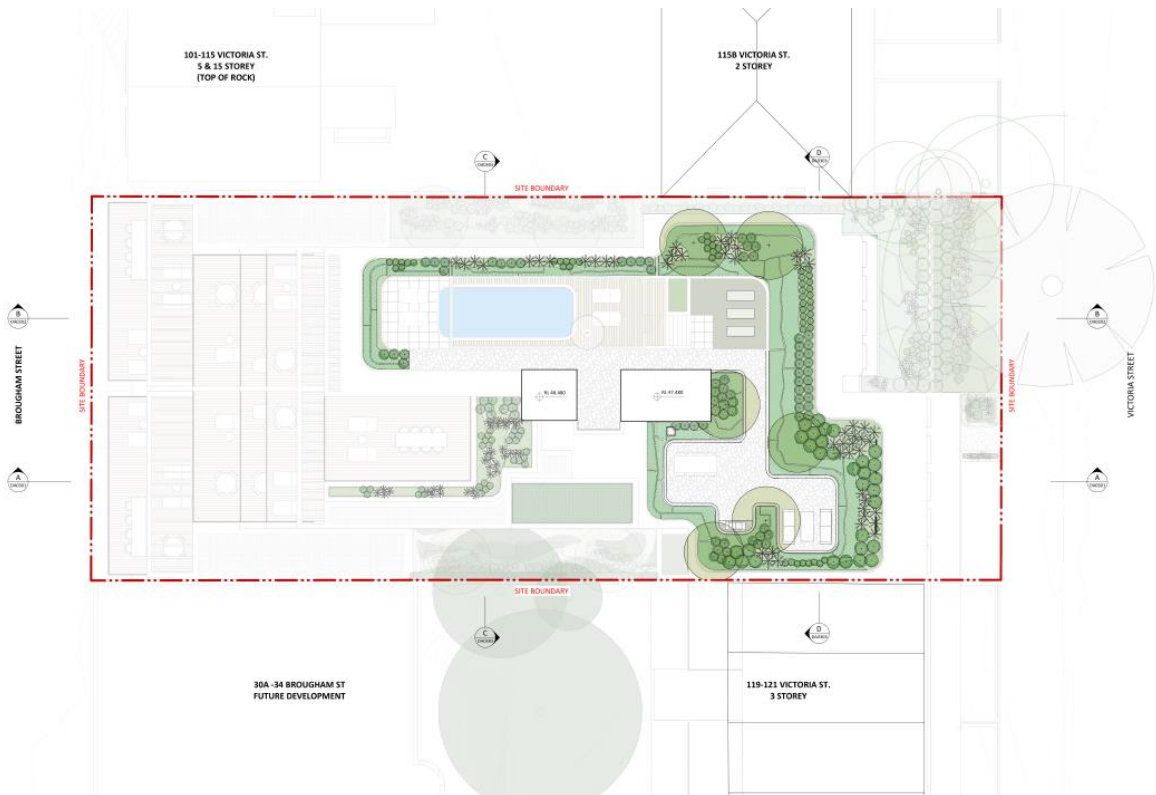 101-115 VICTORIA ST.
5 & 15 STOREY
(TOP OF ROCK)
115B VICTORIA ST.
2 STOREY
C
D
SITE BOUNDARY
B
B
BROUGHAM STREET
SITE BOUNDARY
SITE BOUNDARY
VICTORIA STREET
A
A
SITE BOUNDARY
C
D
30A -34 BROUGHAM ST
FUTURE DEVELOPMENT
119-121 VICTORIA ST.
3 STOREY